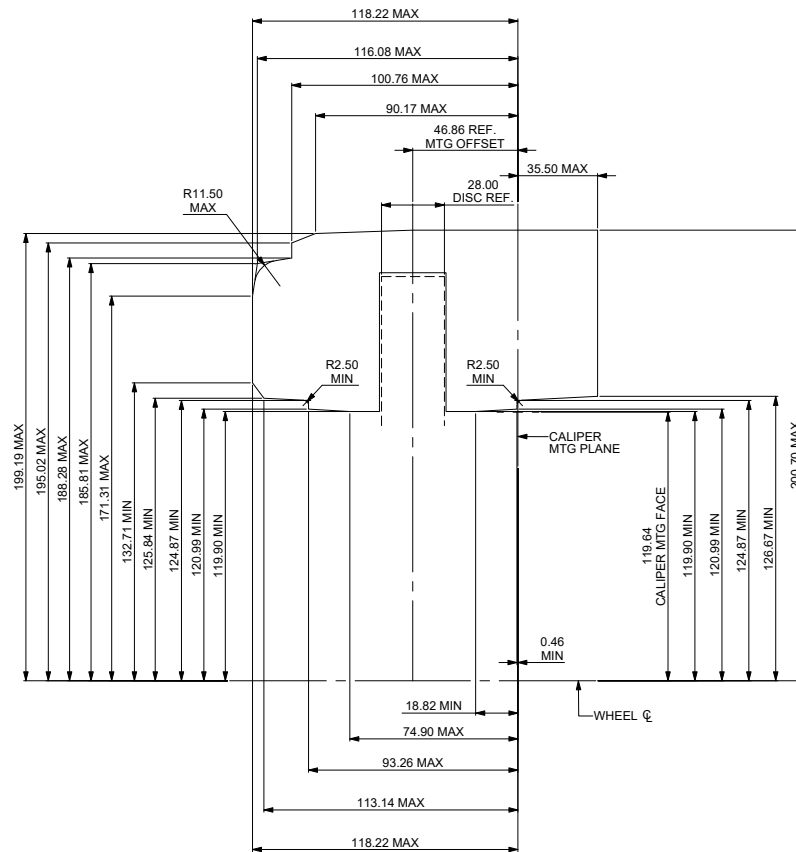 118.22 MAX
116.08 MAX
100.76 MAX
90.17 MAX
46.86 REF.
MTG OFFSET
35.50 MAX
28.00
DISC REF.
R11.50
MAX
R2.50
MIN
R2.50
MIN
CALIPER
MTG PLANE
199.19 MAX
195.02 MAX
188.28 MAX
185.81 MAX
171.31 MAX
132.71 MIN
125.84 MIN
124.87 MIN
120.99 MIN
119.90 MIN
119.64
CALIPER MTG FACE
119.90 MIN
120.99 MIN
124.87 MIN
126.67 MIN
0.46
MIN
WHEEL ℄
18.82 MIN
74.90 MAX
93.26 MAX
113.14 MAX
118.22 MAX